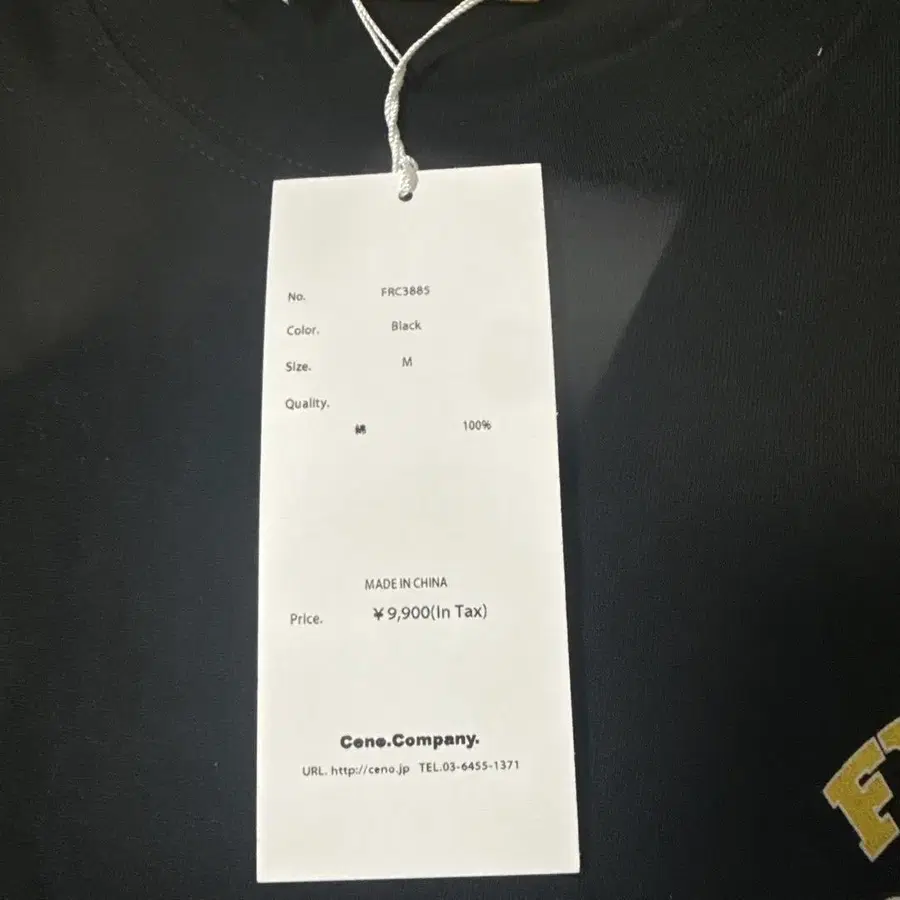 No. FRC3885
Color. Black
Size. M
Quality.
綿 100%
MADE IN CHINA
Price. ¥9,900(In Tax)
Ceno.Company.
URL. http://ceno.jp TEL.03-6455-1371
F